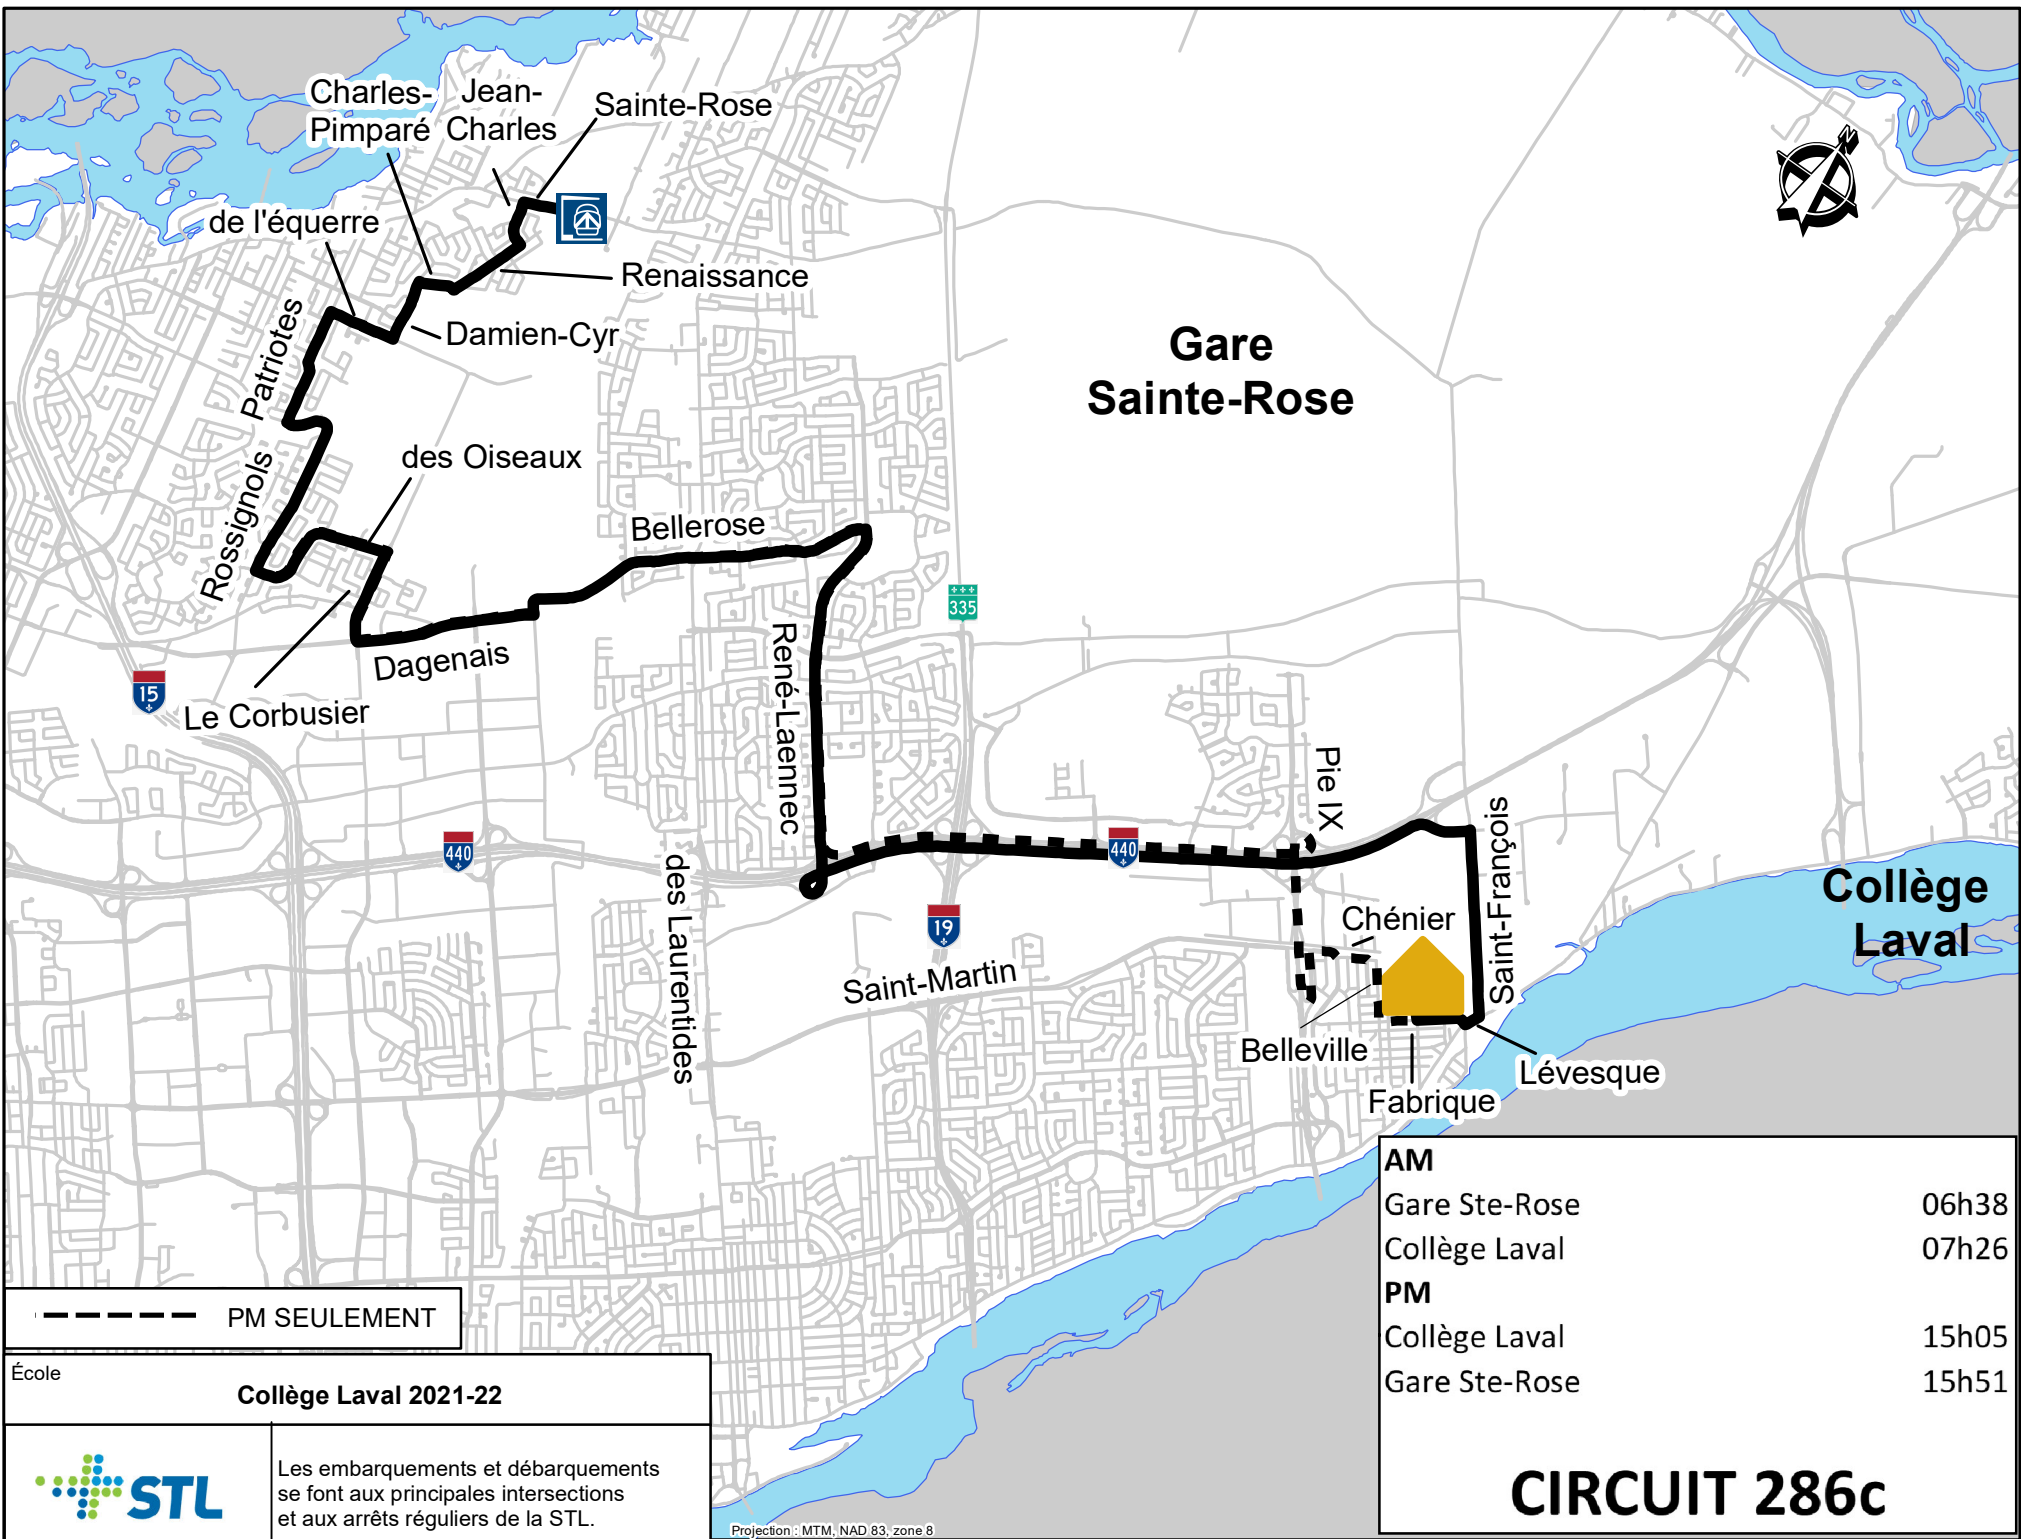 Charles-
Pimparé
Jean-
Charles
Sainte-Rose
N
de l'équerre
Renaissance
Patriotes
Damien-Cyr
Gare
Sainte-Rose
des Oiseaux
Rossignols
Bellerose
335
Dagenais
René-Laennec
15
Le Corbusier
Pie IX
440
440
Saint-François
des Laurentides
Collège
Laval
19
Chénier
Saint-Martin
Belleville
Lévesque
Fabrique
AM
Gare Ste-Rose 06h38
Collège Laval 07h26
PM
Collège Laval 15h05
Gare Ste-Rose 15h51
CIRCUIT 286c
PM SEULEMENT
École
Collège Laval 2021-22
STL
Les embarquements et débarquements
se font aux principales intersections
et aux arrêts réguliers de la STL.
Projection : MTM, NAD 83, zone 8